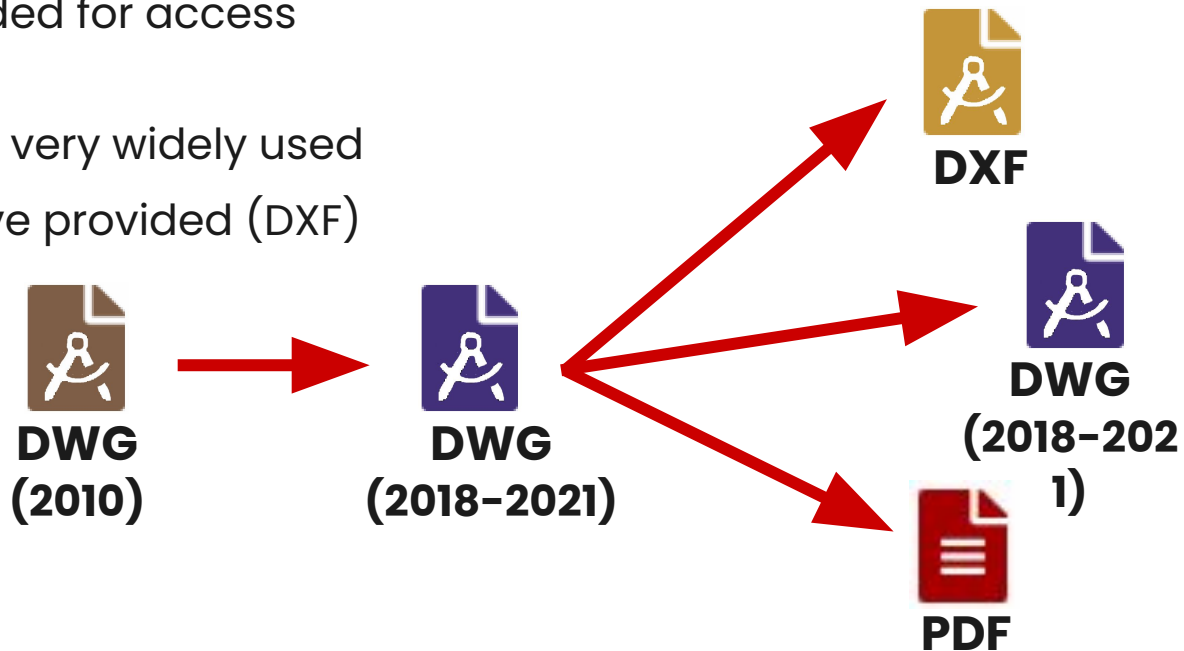 ded for access
very widely used
ve provided (DXF)
DXF
DWG
(2018-202
1)
DWG
(2010)
DWG
(2018-2021)
PDF